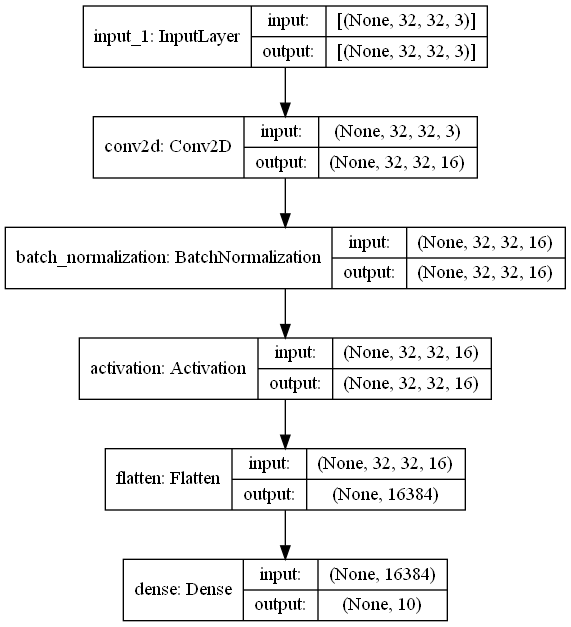 input_1: InputLayer
input: [(None, 32, 32, 3)]
output: [(None, 32, 32, 3)]
conv2d: Conv2D
input: (None, 32, 32, 3)
output: (None, 32, 32, 16)
batch_normalization: BatchNormalization
input: (None, 32, 32, 16)
output: (None, 32, 32, 16)
activation: Activation
input: (None, 32, 32, 16)
output: (None, 32, 32, 16)
flatten: Flatten
input: (None, 32, 32, 16)
output: (None, 16384)
dense: Dense
input: (None, 16384)
output: (None, 10)